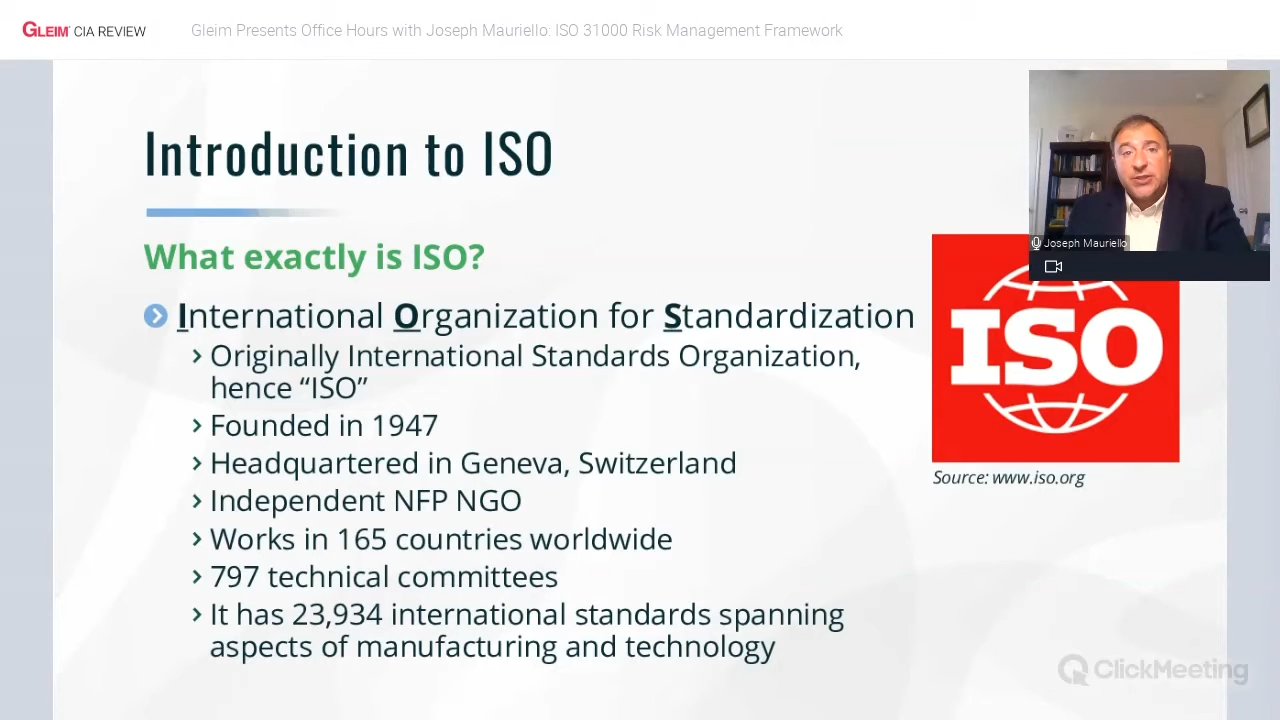 GLEIM CIA REVIEW
Gleim Presents Office Hours with Joseph Mauriello: ISO 31000 Risk Management Framework
Introduction to ISO
What exactly is ISO?
International Organization for Standardization
Originally International Standards Organization,
hence “ISO”
Founded in 1947
Headquartered in Geneva, Switzerland
Independent NFP NGO
Works in 165 countries worldwide
797 technical committees
It has 23,934 international standards spanning
aspects of manufacturing and technology
Joseph Mauriello
ISO
Source: www.iso.org
ClickMeeting